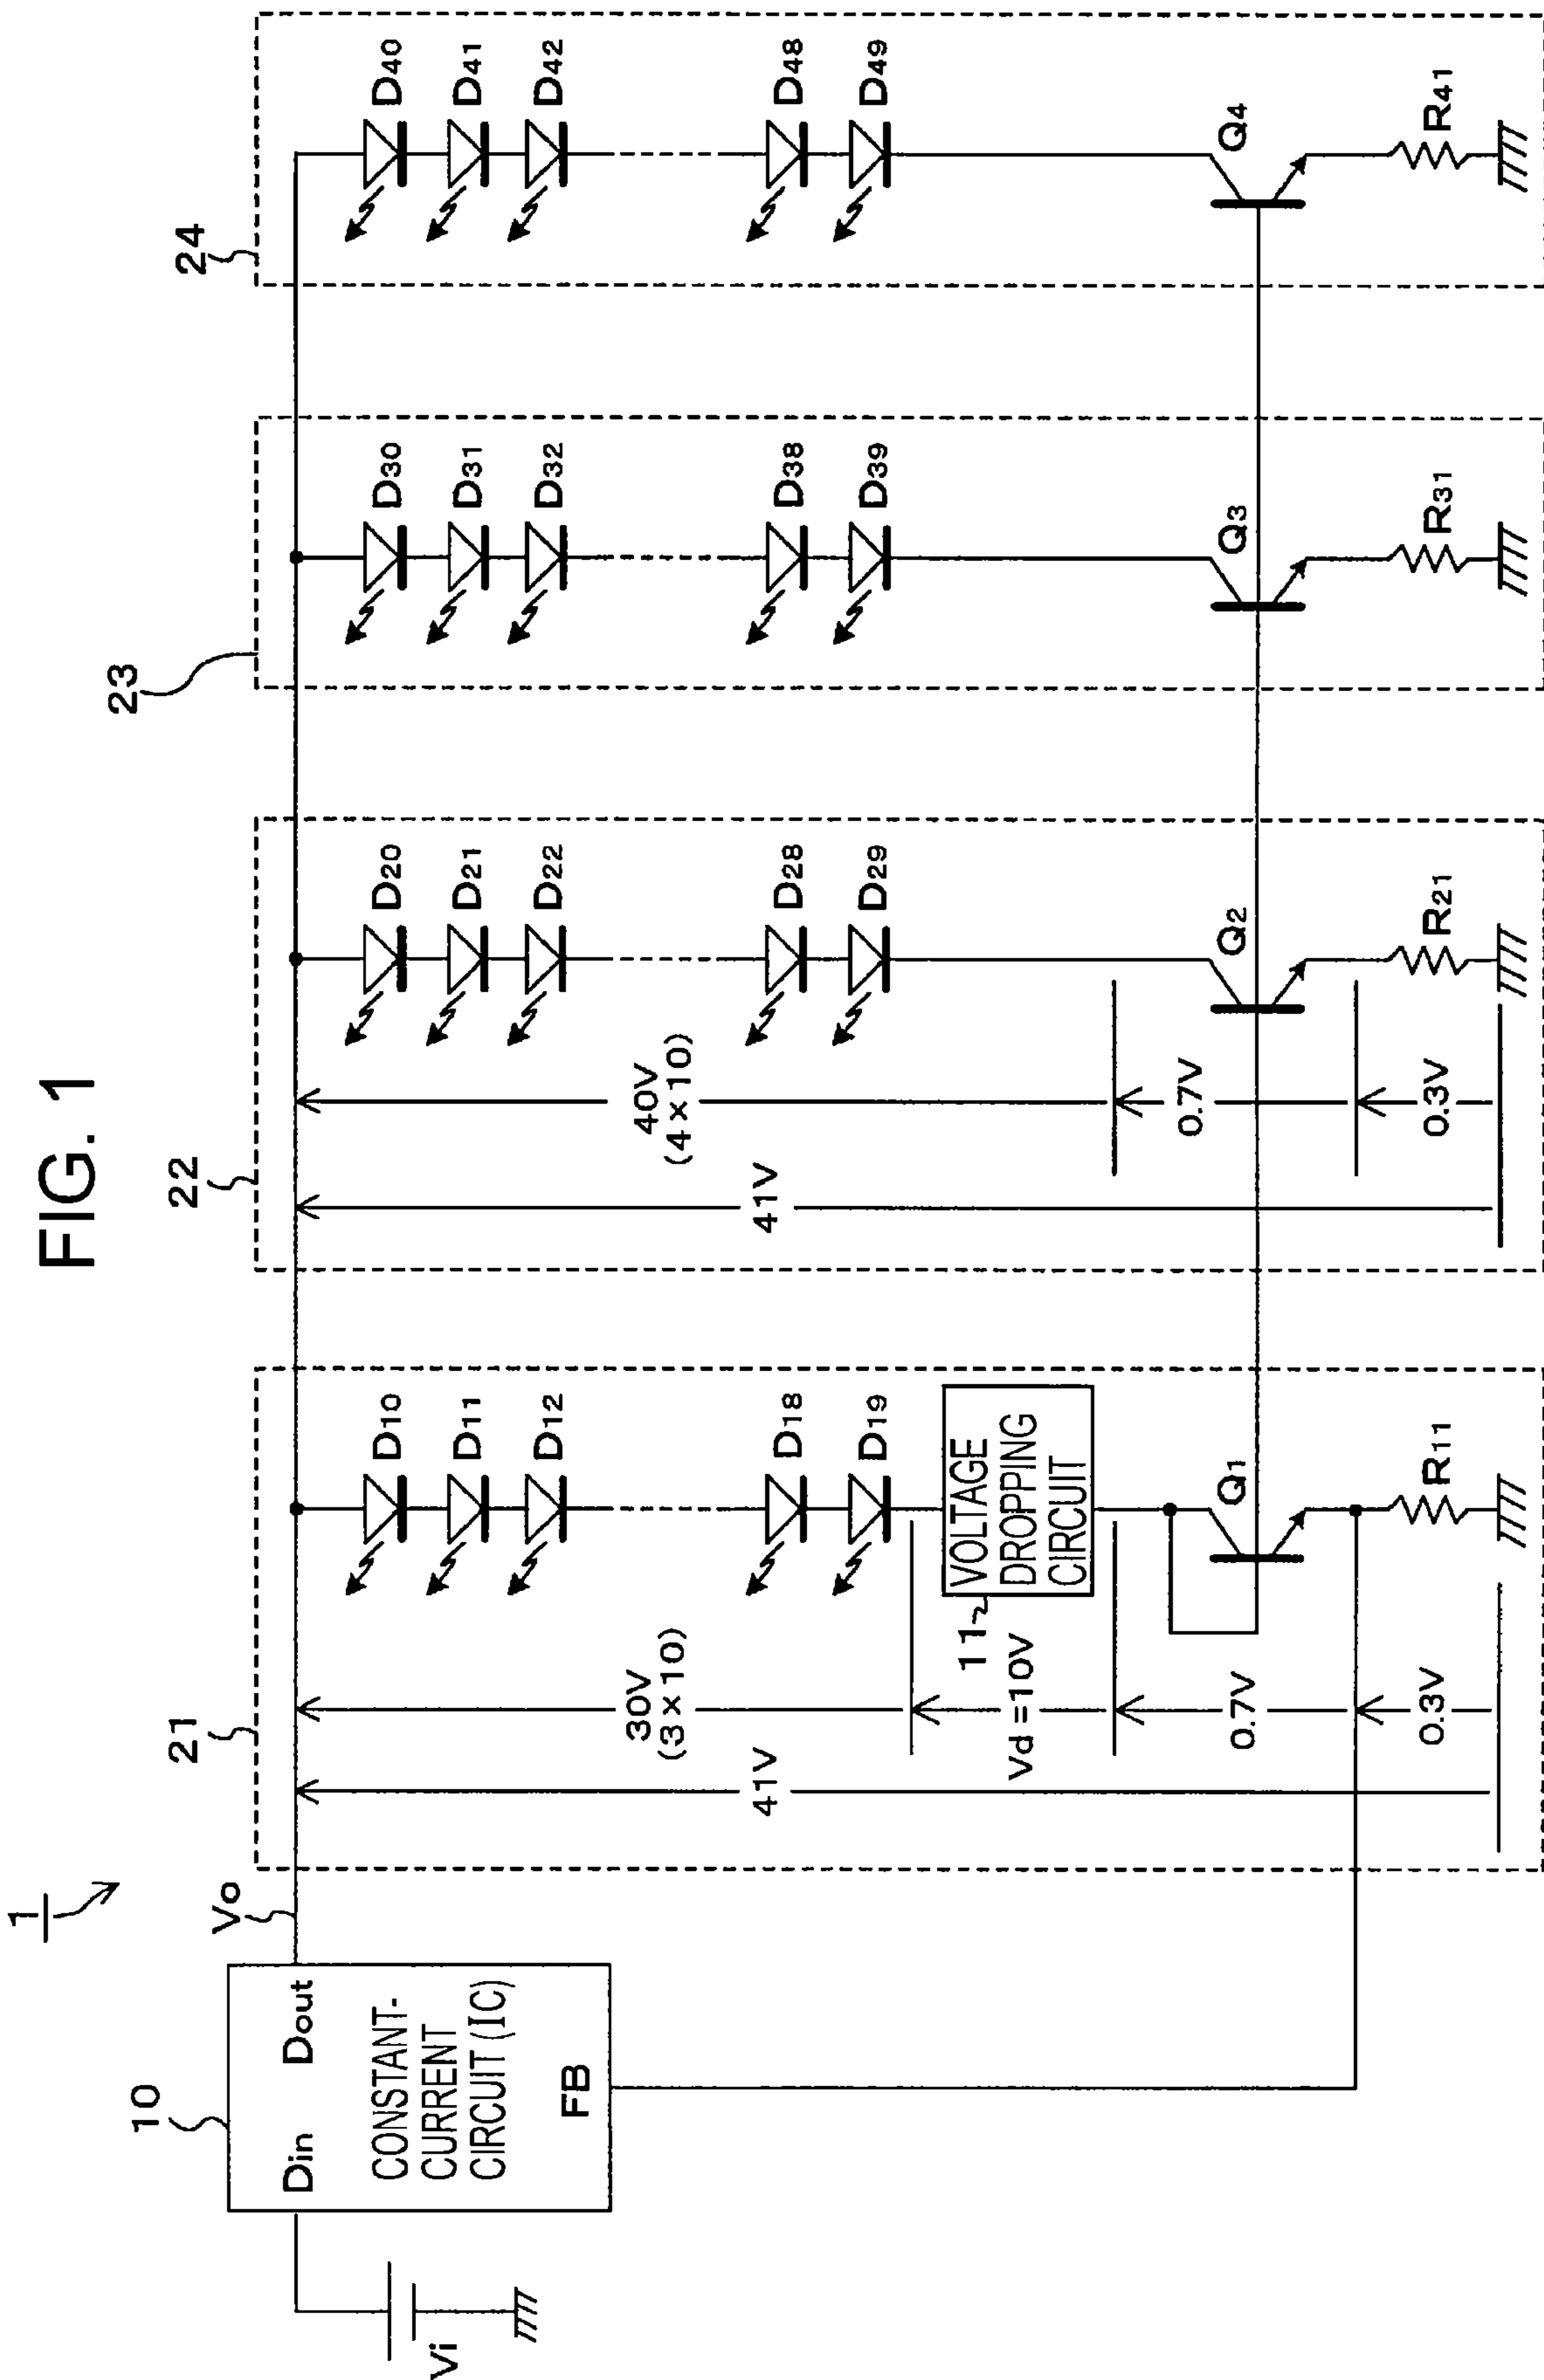 FIG. 1
1
10
Din
Dout
CONSTANT-
CURRENT
CIRCUIT (IC)
FB
Vi
Vo
21
41V
30V
(3×10)
Vd =10V
0.7V
0.3V
D10
D11
D12
D18
D19
11
VOLTAGE
DROPPING
CIRCUIT
Q1
R11
22
41V
40V
(4×10)
0.7V
0.3V
D20
D21
D22
D28
D29
Q2
R21
23
D30
D31
D32
D38
D39
Q3
R31
24
D40
D41
D42
D48
D49
Q4
R41